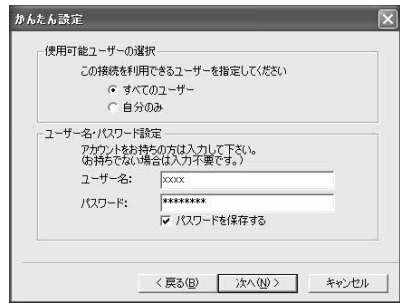 かんたん設定
使用可能ユーザーの選択
この接続を利用できるユーザーを指定してください
すべてのユーザー
自分のみ
ユーザー名・パスワード設定
アカウントをお持ちの方は入力して下さい。
(お持ちでない場合は入力不要です。)
ユーザー名: xxxx
パスワード: ********
パスワードを保存する
< 戻る(B) 次へ(N) > キャンセル